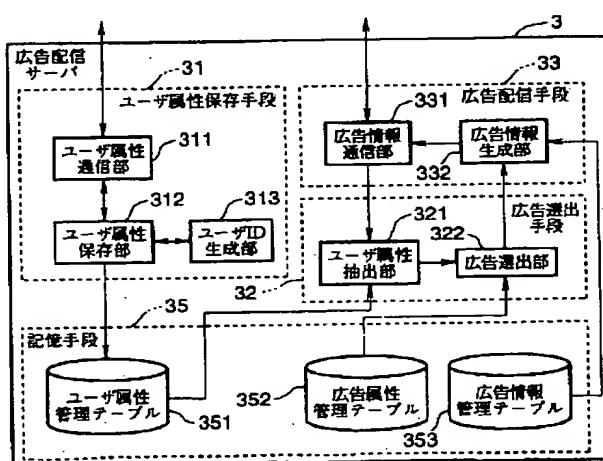 3
広告配信
サーバ
31
ユーザ属性保存手段
ユーザ属性
通信部
311
312
ユーザ属性
保存部
313
ユーザID
生成部
33
広告配信手段
331
広告情報
通信部
広告情報
生成部
332
広告選出
手段
321
ユーザ属性
抽出部
322
広告選出部
32
35
記憶手段
ユーザ属性
管理テーブル
351
352
広告属性
管理テーブル
広告情報
管理テーブル
353